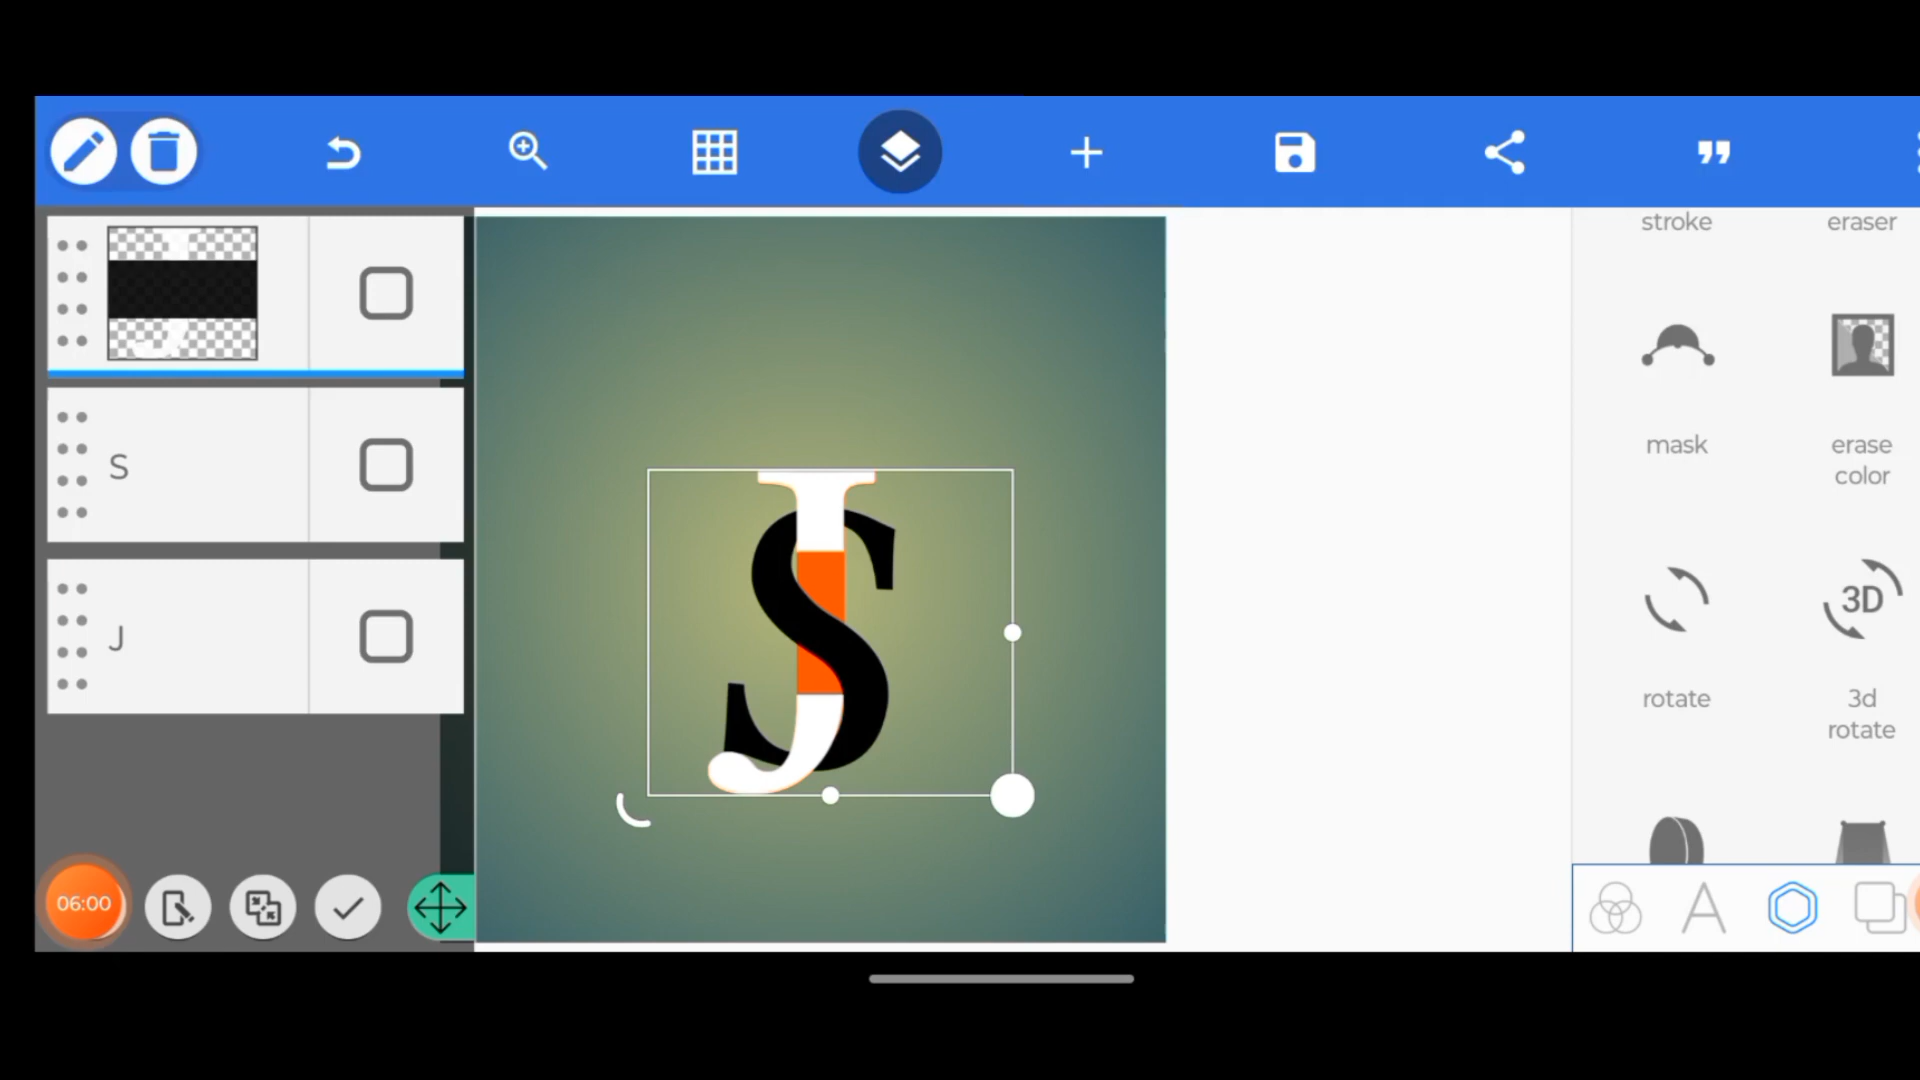 stroke
eraser
mask
erase
color
3D
rotate
3d
rotate
S
J
J
S
06:00